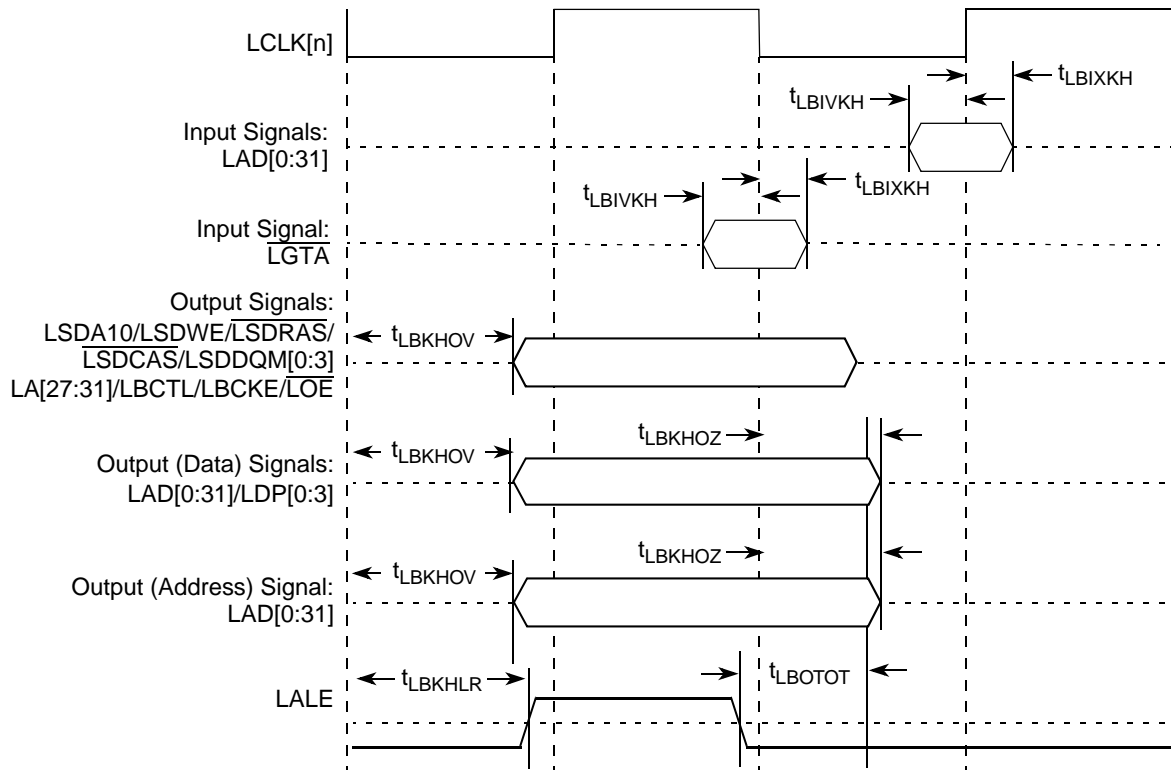 LCLK[n]
tLBIXKH
tLBIVKH
Input Signals:
LAD[0:31]
tLBIVKH
tLBIXKH
Input Signal:
LGTA
Output Signals:
LSDA10/LSDWE/LSDRAS/
LSDCAS/LSDDQM[0:3]
LA[27:31]/LBCTL/LBCKE/LOE
tLBKHOV
tLBKHOZ
tLBKHOV
Output (Data) Signals:
LAD[0:31]/LDP[0:3]
tLBKHOZ
tLBKHOV
Output (Address) Signal:
LAD[0:31]
tLBOTOT
tLBKHLR
LALE